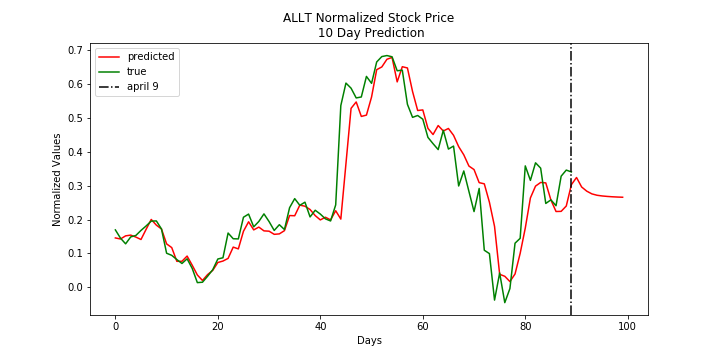 ALLT Normalized Stock Price
10 Day Prediction
predicted
true
april 9
Normalized Values
0.7
0.6
0.5
0.4
0.3
0.2
0.1
0.0
0 20 40 60 80 100
Days